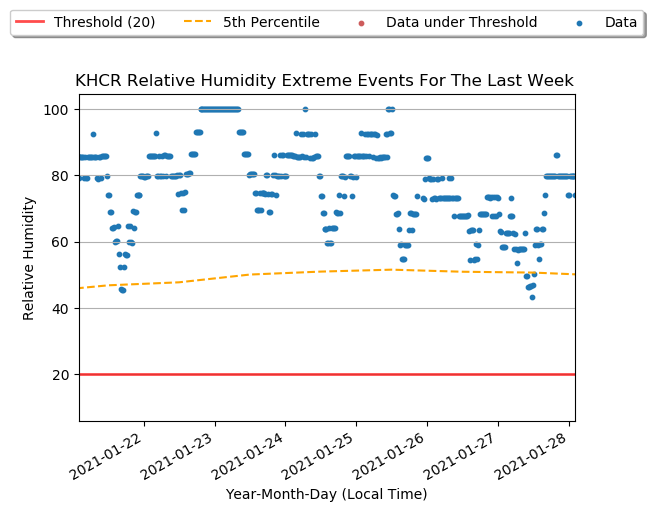 Threshold (20) 5th Percentile Data under Threshold Data
KHCR Relative Humidity Extreme Events For The Last Week
100
80
60
40
20
Relative Humidity
2021-01-22 2021-01-23 2021-01-24 2021-01-25 2021-01-26 2021-01-27 2021-01-28
Year-Month-Day (Local Time)